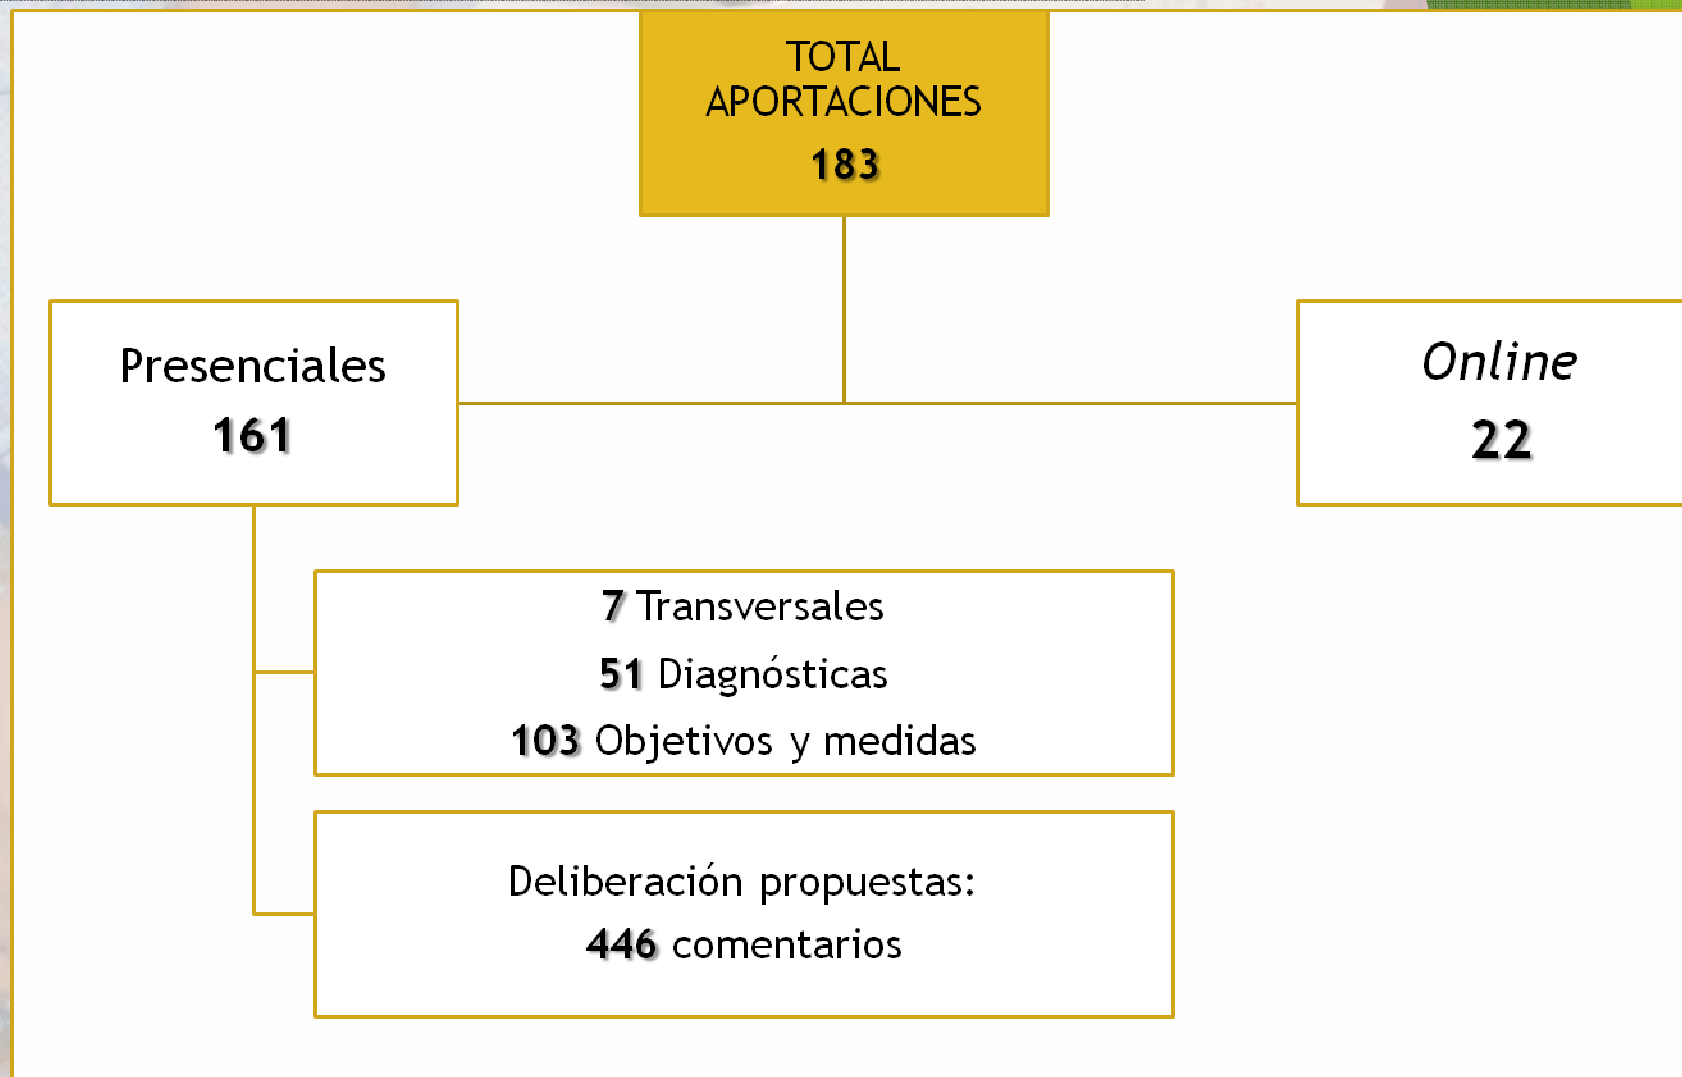 TOTAL
APORTACIONES
183
Presenciales
161
Online
22
7 Transversales
51 Diagnósticas
103 Objetivos y medidas
Deliberación propuestas:
446 comentarios